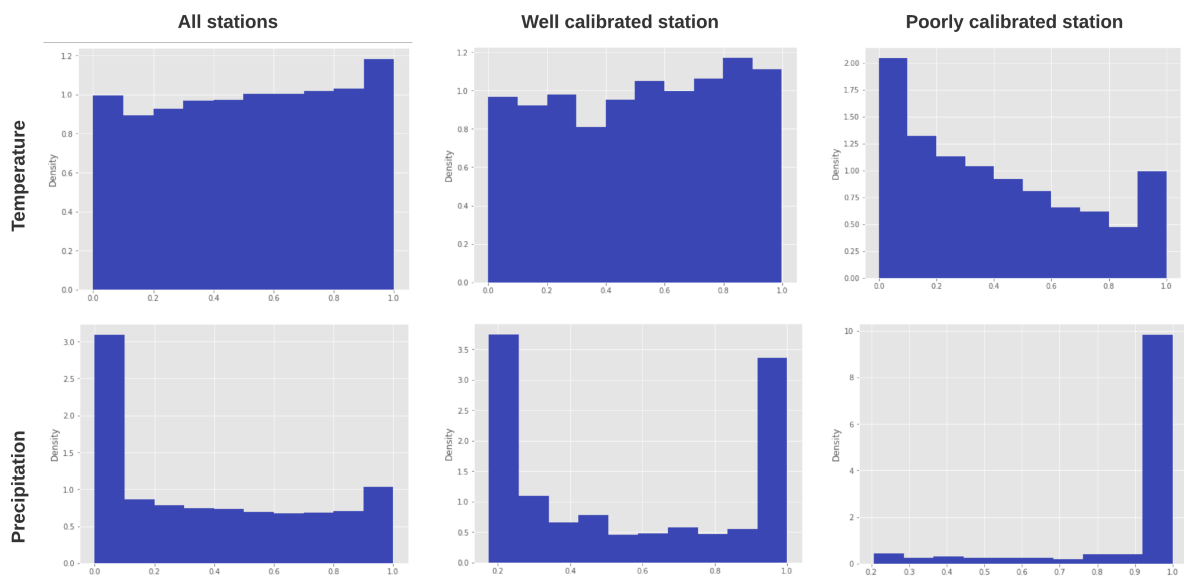 All stations
Well calibrated station
Poorly calibrated station
Temperature
Density
1.2
1.0
0.8
0.6
0.4
0.2
0.0
0.0 0.2 0.4 0.6 0.8 1.0
Density
1.2
1.0
0.8
0.6
0.4
0.2
0.0
0.0 0.2 0.4 0.6 0.8 1.0
Density
2.00
1.75
1.50
1.25
1.00
0.75
0.50
0.25
0.00
0.0 0.2 0.4 0.6 0.8 1.0
Precipitation
Density
3.0
2.5
2.0
1.5
1.0
0.5
0.0
0.0 0.2 0.4 0.6 0.8 1.0
Density
3.5
3.0
2.5
2.0
1.5
1.0
0.5
0.0
0.2 0.4 0.6 0.8 1.0
Density
10
8
6
4
2
0
0.2 0.3 0.4 0.5 0.6 0.7 0.8 0.9 1.0